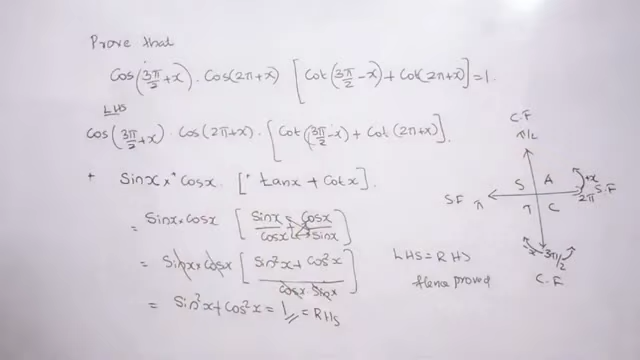 Prove that
Cos(3π/2+x) · Cos(2π+x) [Cot(3π/2-x) + Cot(2π+x)] = 1.
LHS
Cos(3π/2+x) · Cos(2π+x) · [Cot(3π/2-x) + Cot(2π+x)].
+ Sinx × Cosx. [tanx + Cotx].
= Sinx × Cosx [Sinx/Cosx + Cosx/Sinx]
= Sinx × Cosx [Sin²x + Cos²x / Cosx Sinx]
= Sin²x + Cos²x = 1 = RHS
LHS = RHS
Hence proved
C.F
π/2
S A
+x
SF π
S.F
2π
T C
-x 3π/2
C.F